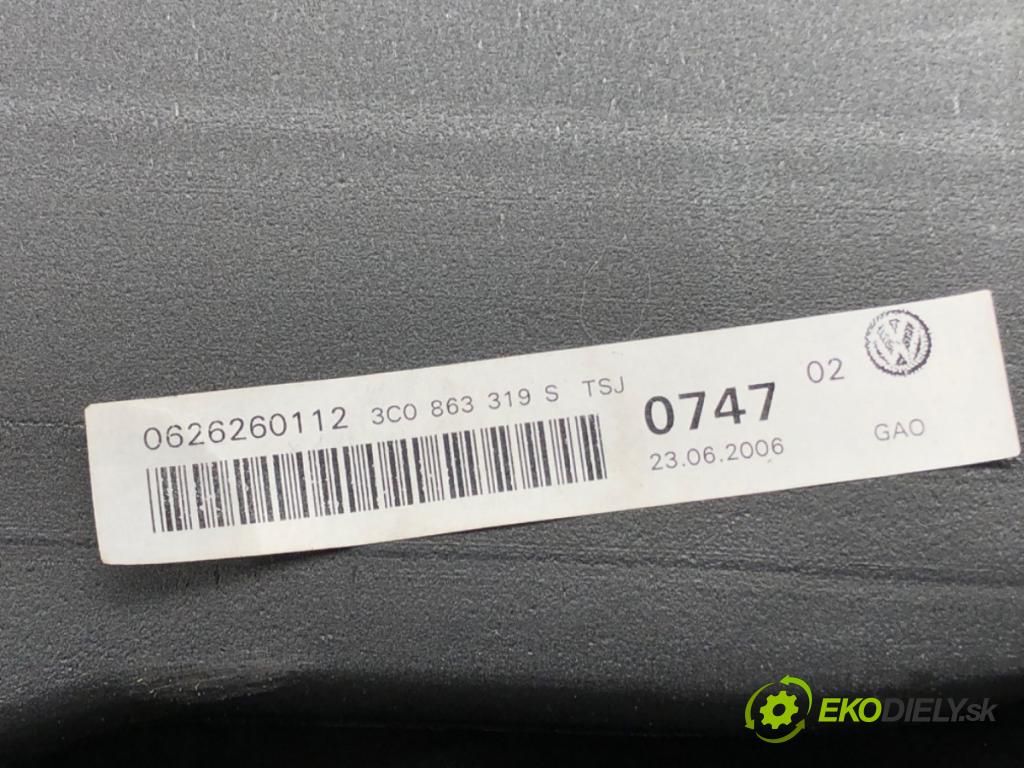 0626260112 3C0 863 319 S TSJ 0747 02
23.06.2006 GAO
EKODIELY.sk